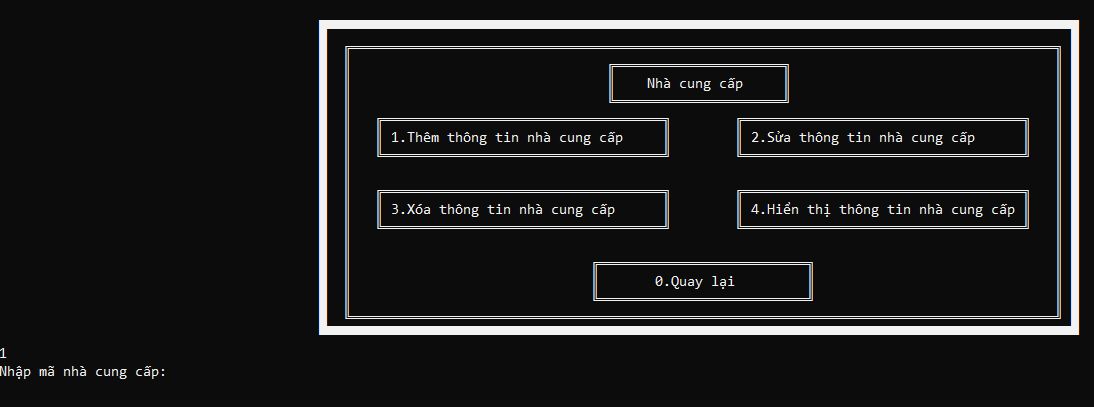 Nhà cung cấp
1.Thêm thông tin nhà cung cấp
2.Sửa thông tin nhà cung cấp
3.Xóa thông tin nhà cung cấp
4.Hiển thị thông tin nhà cung cấp
0.Quay lại
1
Nhập mã nhà cung cấp: